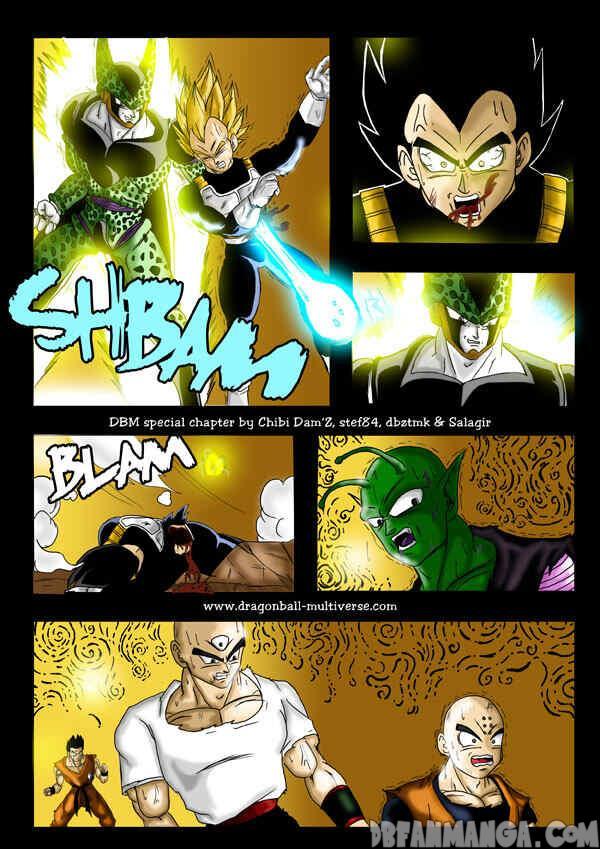 SHBAM
DBM special chapter by Chibi Dam'Z, stef84, dbztmk & Salagir
BLAM
www.dragonball-multiverse.com
DBFANMANGA.COM